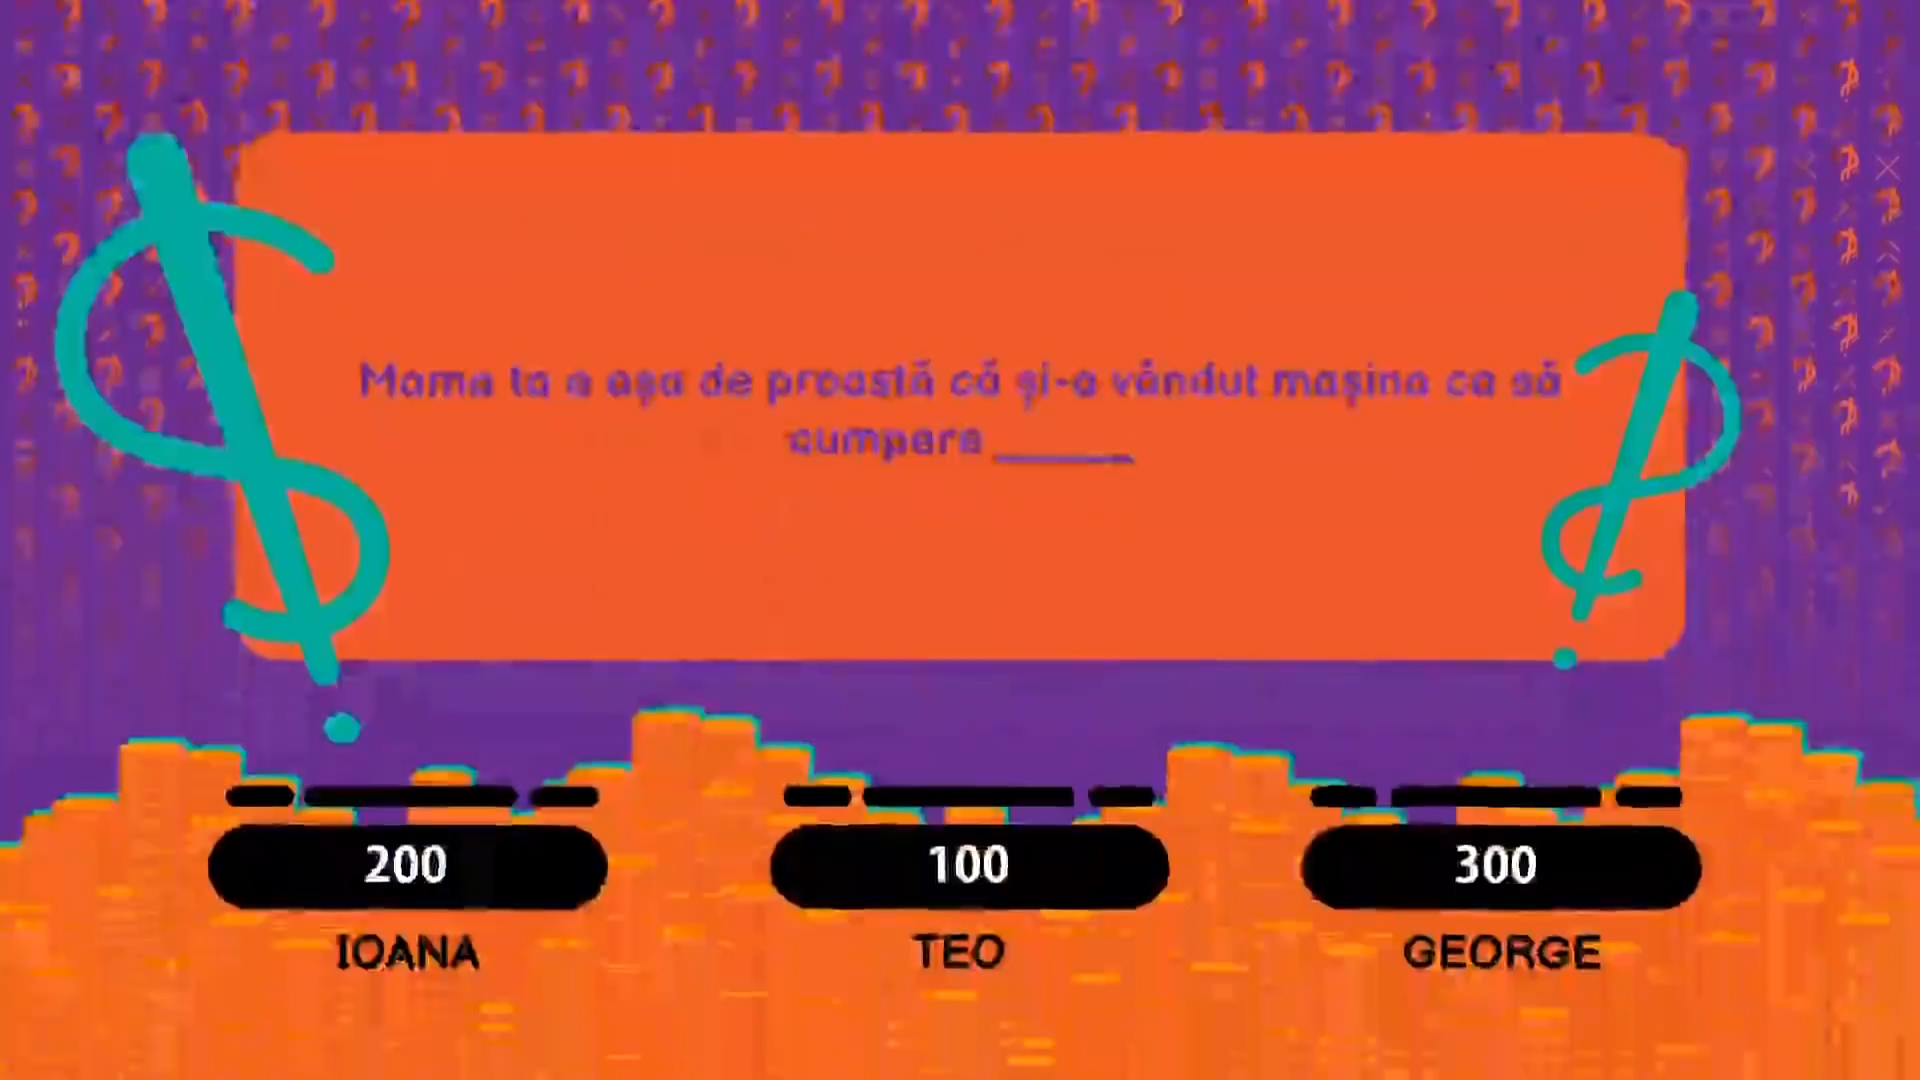 Mama ta e așa de proastă că și-a vândut mașina ca să
cumpere ______
200
100
300
IOANA
TEO
GEORGE